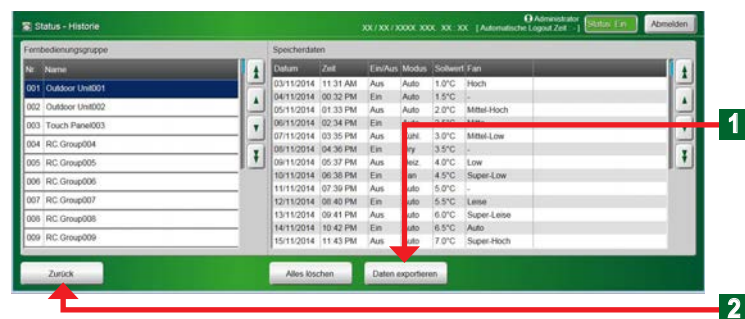 Status - Historie
XX / XX / XXXX XXX, XX : XX [ Automatische Logout Zeit : - ]
Administrator
Status: Ein
Abmelden
Fernbedienungsgruppe
Nr. Name
001 Outdoor Unit001
002 Outdoor Unit002
003 Touch Panel003
004 RC.Group004
005 RC.Group005
006 RC.Group006
007 RC.Group007
008 RC.Group008
009 RC.Group009
Speicherdaten
Datum Zeit Ein/Aus Modus Sollwert Fan
03/11/2014 11:31 AM Aus Auto 1.0°C Hoch
04/11/2014 00:32 PM Ein Auto 1.5°C -
05/11/2014 01:33 PM Aus Auto 2.0°C Mittel-Hoch
06/11/2014 02:34 PM Ein
07/11/2014 03:35 PM Aus 3.0°C Mittel-Low
08/11/2014 04:36 PM Ein 3.5°C -
09/11/2014 05:37 PM Aus 4.0°C Low
10/11/2014 06:38 PM Ein 4.5°C Super-Low
11/11/2014 07:39 PM Aus 5.0°C -
12/11/2014 08:40 PM Ein 5.5°C Leise
13/11/2014 09:41 PM Aus 6.0°C Super-Leise
14/11/2014 10:42 PM Ein 6.5°C Auto
15/11/2014 11:43 PM Aus 7.0°C Super-Hoch
Zurück
Alles löschen
Daten exportieren
1
2